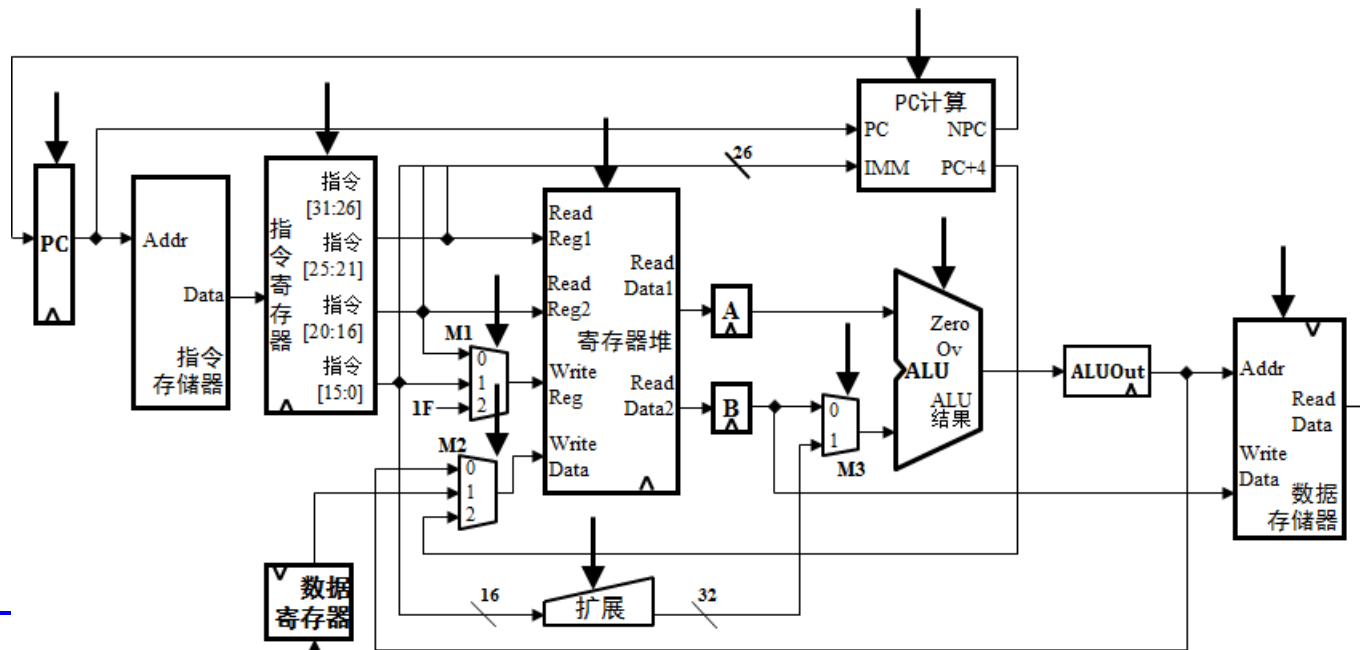 PC计算
PC
NPC
IMM
PC+4
26
PC
Addr
Data
指令
存储器
指令寄存器
指令
[31:26]
指令
[25:21]
指令
[20:16]
指令
[15:0]
M1
0
1
2
1F
M2
0
1
2
Read
Reg1
Read
Reg2
Write
Reg
Write
Data
寄存器堆
Read
Data1
Read
Data2
A
B
0
1
M3
Zero
Ov
ALU
ALU
结果
ALUOut
Addr
Read
Data
Write
Data
数据
存储器
数据
寄存器
16
扩展
32